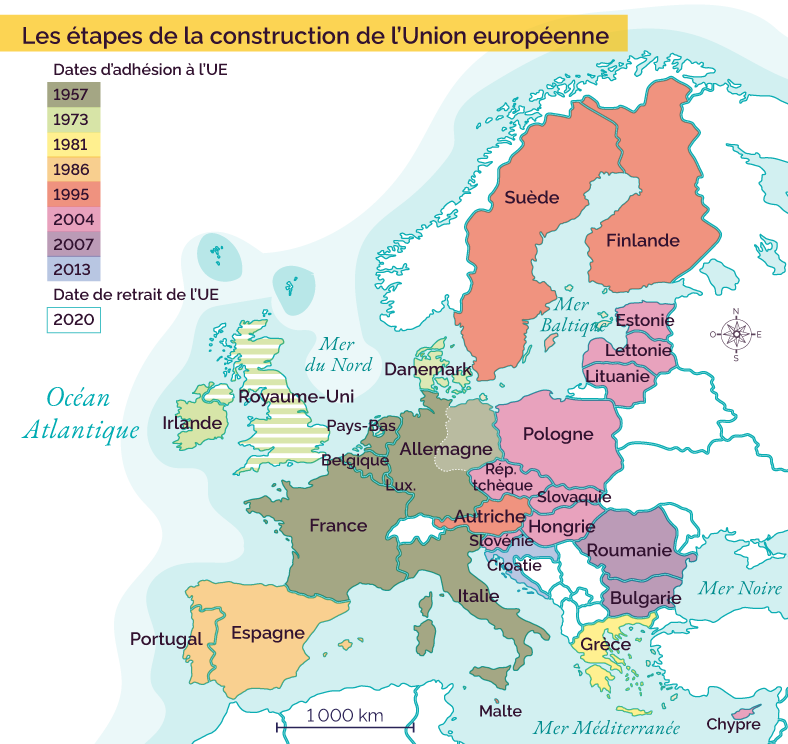 Les étapes de la construction de l'Union européenne
Dates d'adhésion à l'UE
1957
1973
1981
1986
1995
2004
2007
2013
Date de retrait de l'UE
2020
Suède
Finlande
Mer
Baltique
Estonie
Lettonie
Lituanie
N
O
E
S
Mer
du Nord
Danemark
Océan
Atlantique
Royaume-Uni
Irlande
Pays-Bas
Belgique
Lux.
Allemagne
Pologne
Rép.
tchèque
Slovaquie
France
Autriche
Hongrie
Slovénie
Croatie
Roumanie
Bulgarie
Mer Noire
Italie
Portugal
Espagne
Grèce
1 000 km
Malte
Mer Méditerranée
Chypre